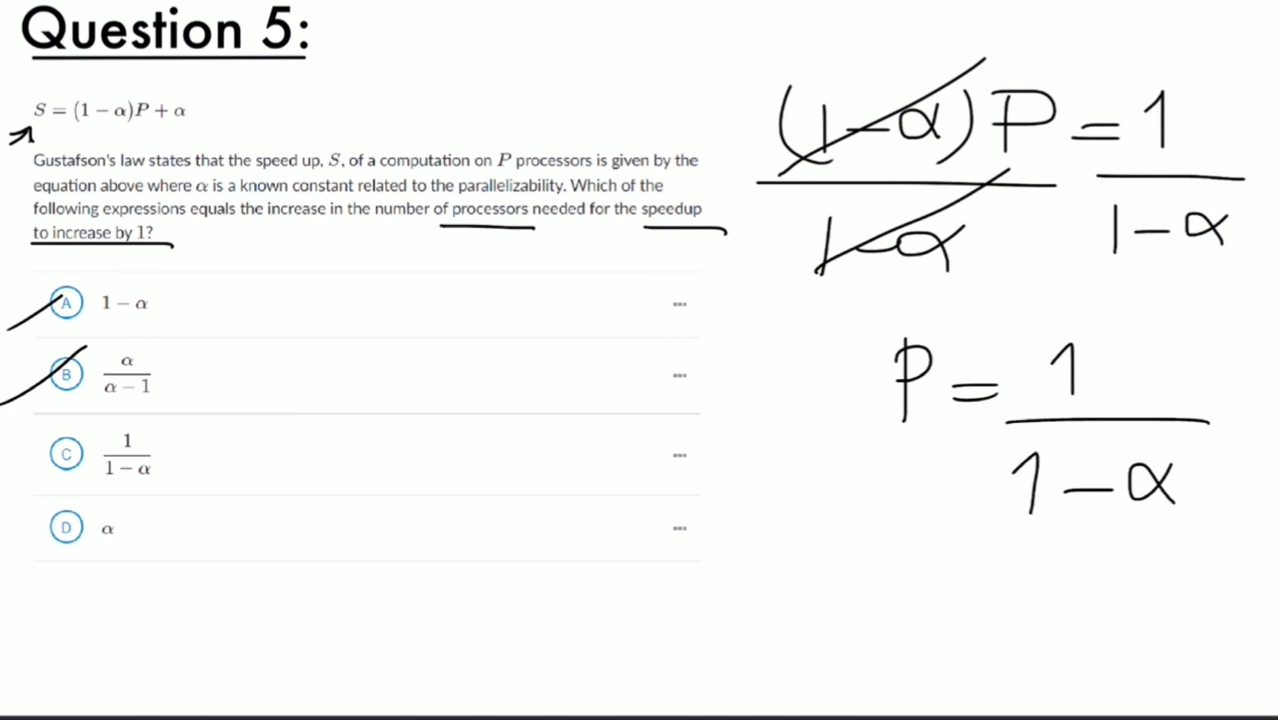 Question 5:
S = (1 − α)P + α
Gustafson's law states that the speed up, S, of a computation on P processors is given by the
equation above where α is a known constant related to the parallelizability. Which of the
following expressions equals the increase in the number of processors needed for the speedup
to increase by 1?
A 1 − α
B α / α − 1
C 1 / 1 − α
D α
(1−α)P = 1
1−α 1−α
P = 1
1−α